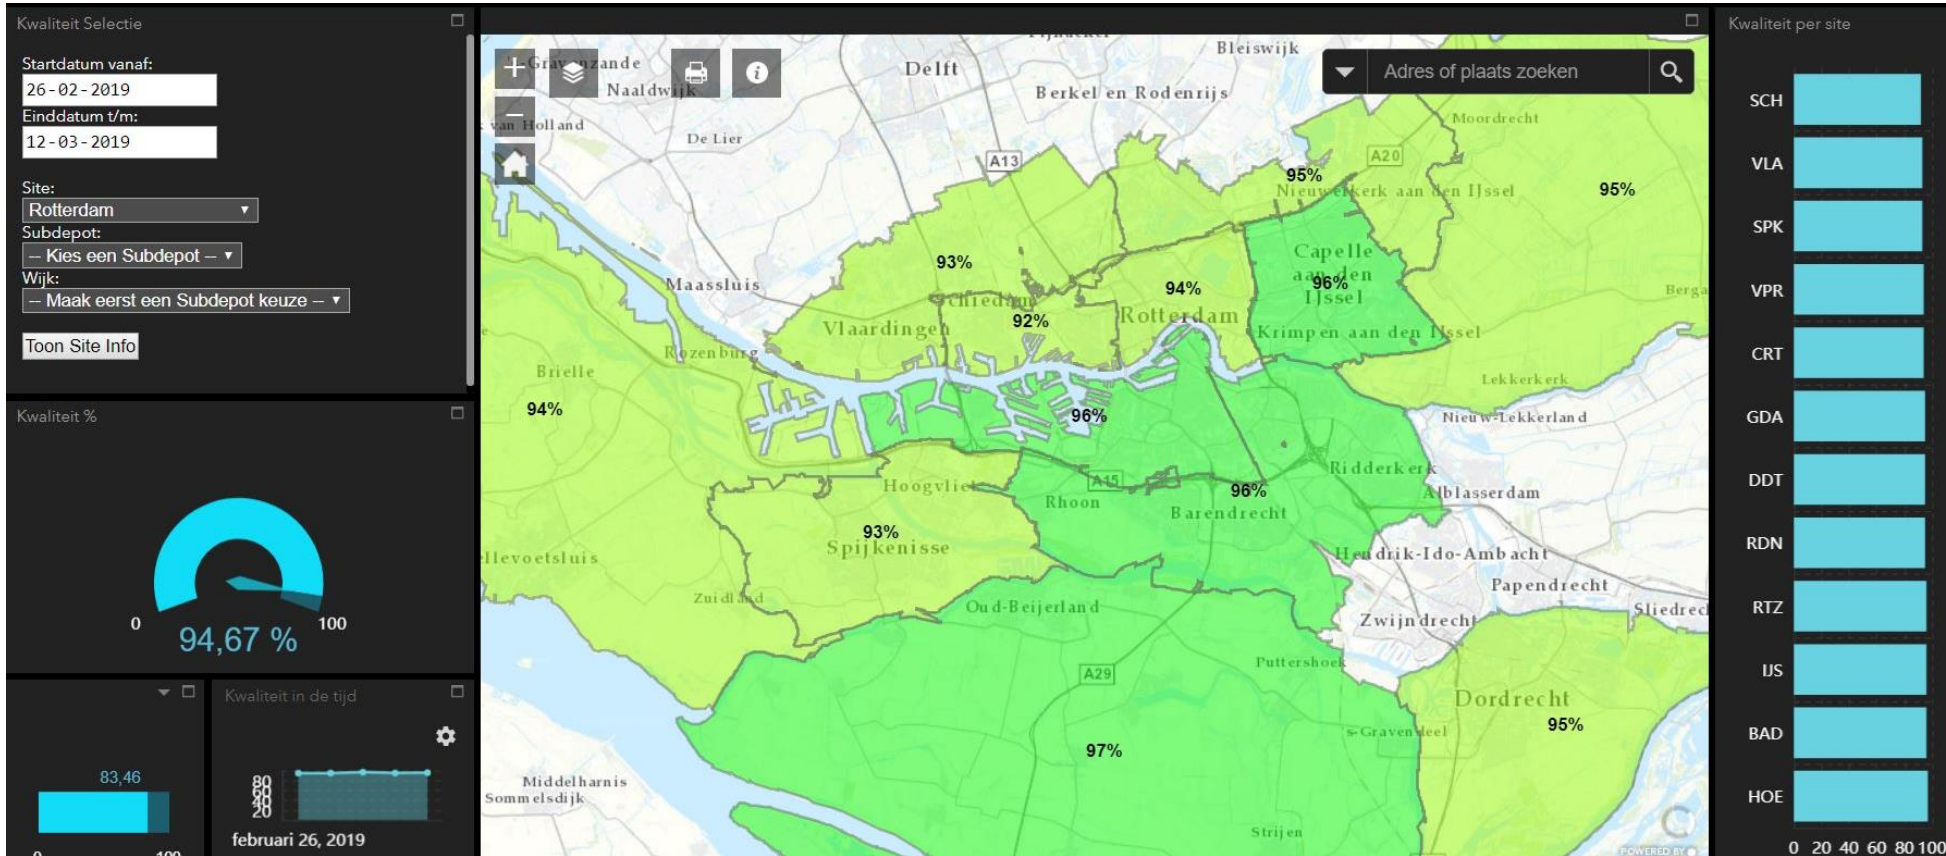 Kwaliteit Selectie
Startdatum vanaf:
26-02-2019
Einddatum t/m:
12-03-2019
Site:
Rotterdam
Subdepot:
-- Kies een Subdepot --
Wijk:
-- Maak eerst een Subdepot keuze --
Toon Site Info
Kwaliteit %
0
94,67 %
100
83,46
Kwaliteit in de tijd
80
60
40
20
februari 26, 2019
Adres of plaats zoeken
Bleiswijk
Delft
Naaldwijk
Berkel en Rodenrijs
van Holland
De Lier
Moordrecht
A13
A20
95%
95%
Nieuwerkerk aan den IJssel
Capelle
aan den
IJssel
96%
93%
Maassluis
94%
Schiedam
92%
Rotterdam
Vlaardingen
Krimpen aan den IJssel
Rozenburg
Brielle
Lekkerkerk
94%
96%
Nieuw-Lekkerland
Ridderkerk
Hoogvliet
A15
Rhoon
96%
Alblasserdam
Barendrecht
93%
Spijkenisse
Hendrik-Ido-Ambacht
Papendrecht
Zuidland
Oud-Beijerland
Zwijndrecht
Puttershoek
A29
Dordrecht
95%
s-Gravendeel
97%
Middelharnis
Sommelsdijk
Strijen
POWERED BY
Kwaliteit per site
SCH
VLA
SPK
VPR
CRT
GDA
DDT
RDN
RTZ
IJS
BAD
HOE
0 20 40 60 80 100